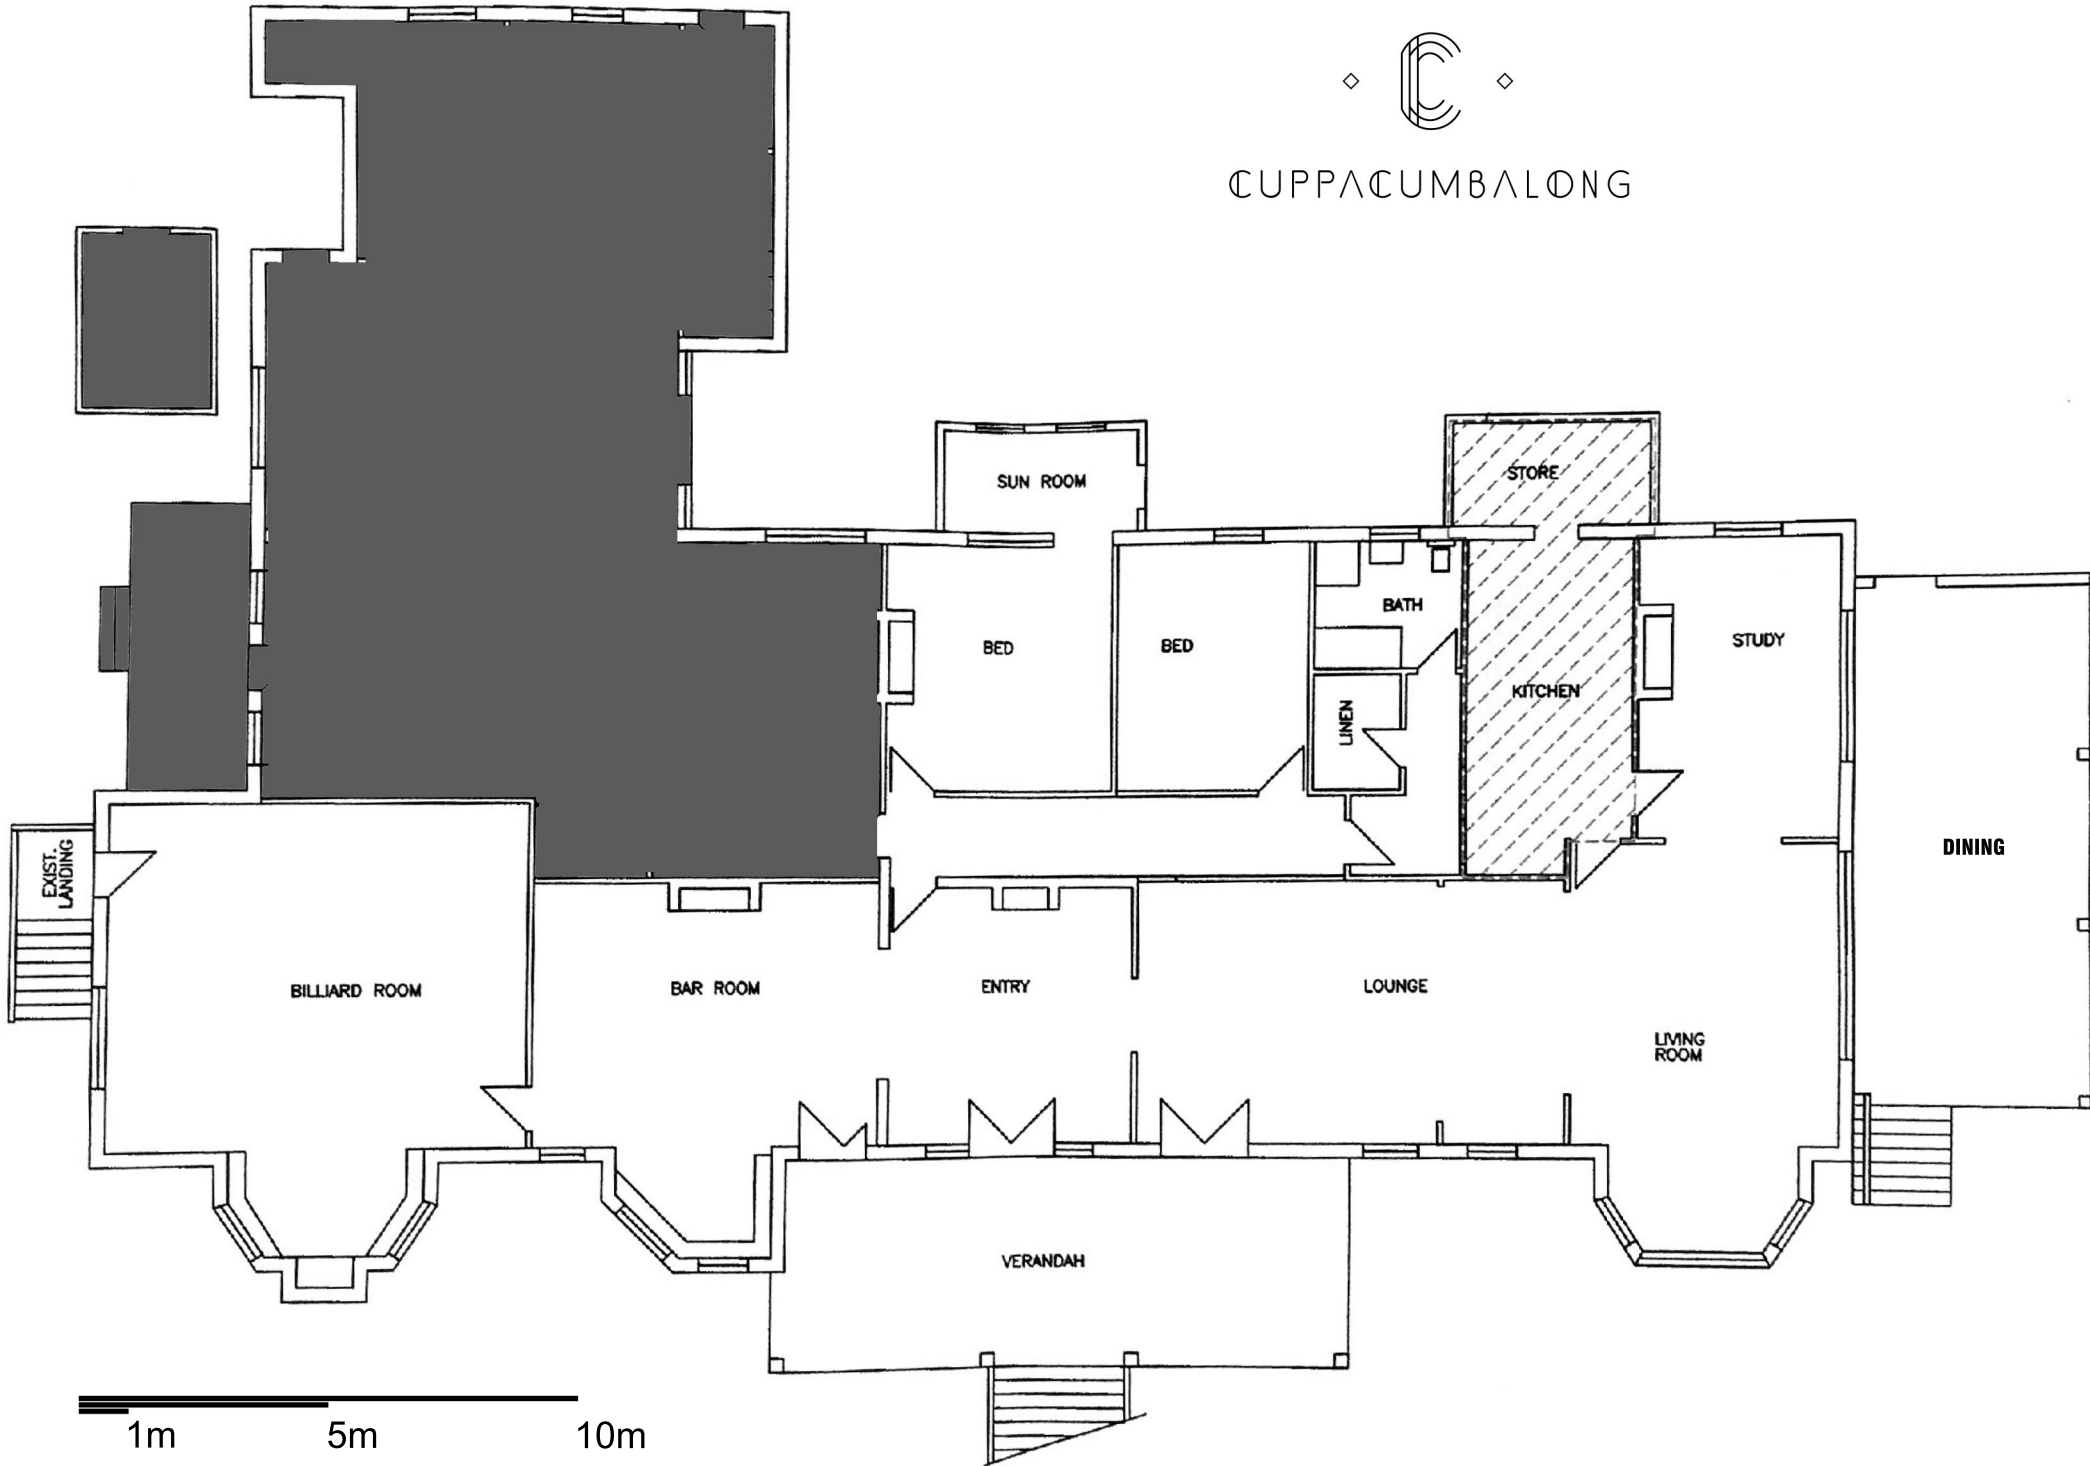 CUPPACUMBALONG
SUN ROOM
STORE
BATH
BED
BED
STUDY
KITCHEN
LINEN
EXIST.
LANDING
DINING
BILLIARD ROOM
BAR ROOM
ENTRY
LOUNGE
LIVING
ROOM
VERANDAH
1m 5m 10m